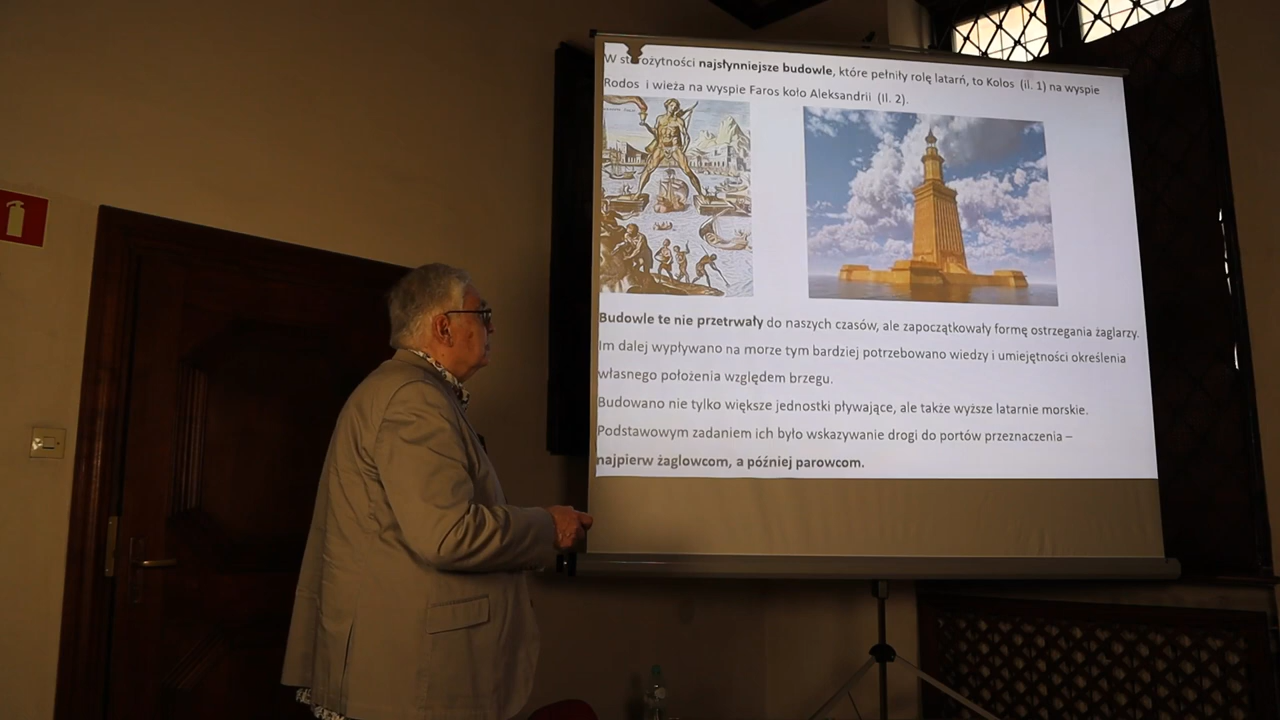 W starożytności najsłynniejsze budowle, które pełniły rolę latarń, to Kolos (il. 1) na wyspie
Rodos i wieża na wyspie Faros koło Aleksandrii (Il. 2).
Budowle te nie przetrwały do naszych czasów, ale zapoczątkowały formę ostrzegania żaglarzy.
Im dalej wypływano na morze tym bardziej potrzebowano wiedzy i umiejętności określenia
własnego położenia względem brzegu.
Budowano nie tylko większe jednostki pływające, ale także wyższe latarnie morskie.
Podstawowym zadaniem ich było wskazywanie drogi do portów przeznaczenia –
najpierw żaglowcom, a później parowcom.